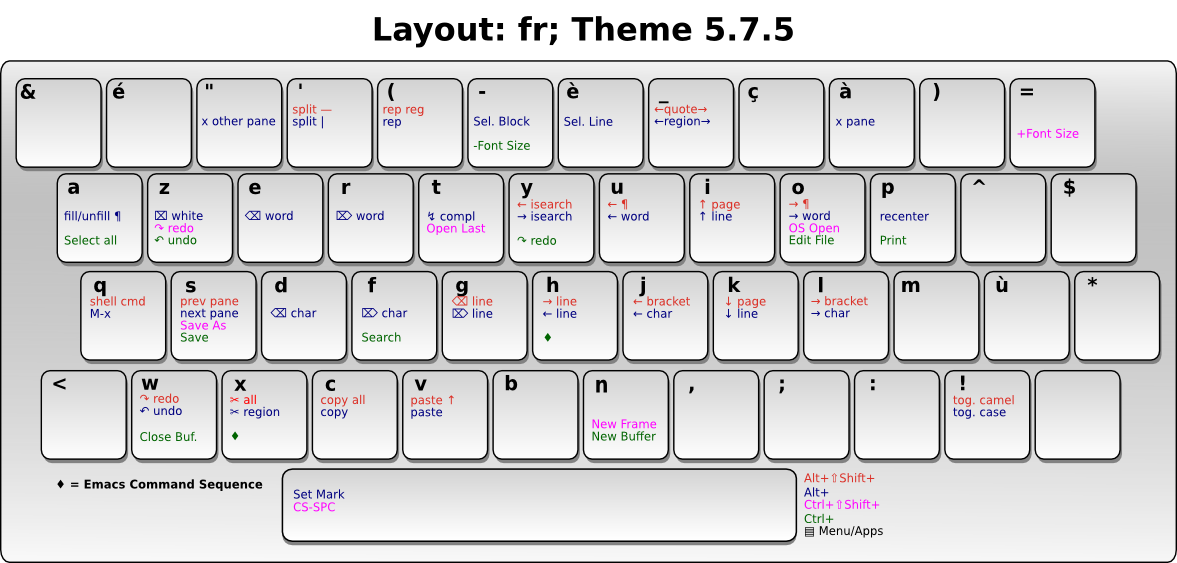 Layout: fr; Theme 5.7.5
&
é
"
x other pane
'
split —
split |
(
rep reg
rep
-
Sel. Block
-Font Size
è
Sel. Line
_
←quote→
←region→
ç
à
x pane
)
=
+Font Size
a
fill/unfill ¶
Select all
z
⌧ white
↷ redo
↶ undo
e
⌫ word
r
⌦ word
t
↯ compl
Open Last
y
← isearch
→ isearch
↷ redo
u
← ¶
← word
i
↑ page
↑ line
o
→ ¶
→ word
OS Open
Edit File
p
recenter
Print
^
$
q
shell cmd
M-x
s
prev pane
next pane
Save As
Save
d
⌫ char
f
⌦ char
Search
g
⌫ line
⌦ line
h
→ line
← line
♦
j
← bracket
← char
k
↓ page
↓ line
l
→ bracket
→ char
m
ù
*
<
w
↷ redo
↶ undo
Close Buf.
x
✂ all
✂ region
♦
c
copy all
copy
v
paste ↑
paste
b
n
New Frame
New Buffer
,
;
:
!
tog. camel
tog. case
♦ = Emacs Command Sequence
Set Mark
CS-SPC
Alt+⇧Shift+
Alt+
Ctrl+⇧Shift+
Ctrl+
▤ Menu/Apps